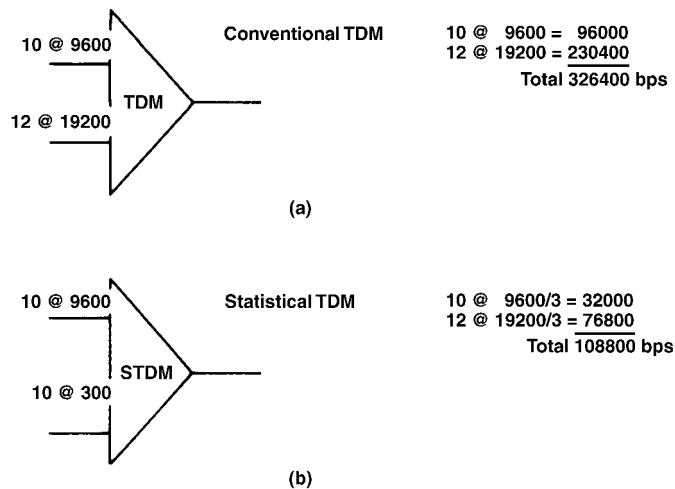 10 @ 9600
12 @ 19200
TDM
Conventional TDM
10 @ 9600 = 96000
12 @ 19200 = 230400
Total 326400 bps
(a)
10 @ 9600
10 @ 300
STDM
Statistical TDM
10 @ 9600/3 = 32000
12 @ 19200/3 = 76800
Total 108800 bps
(b)